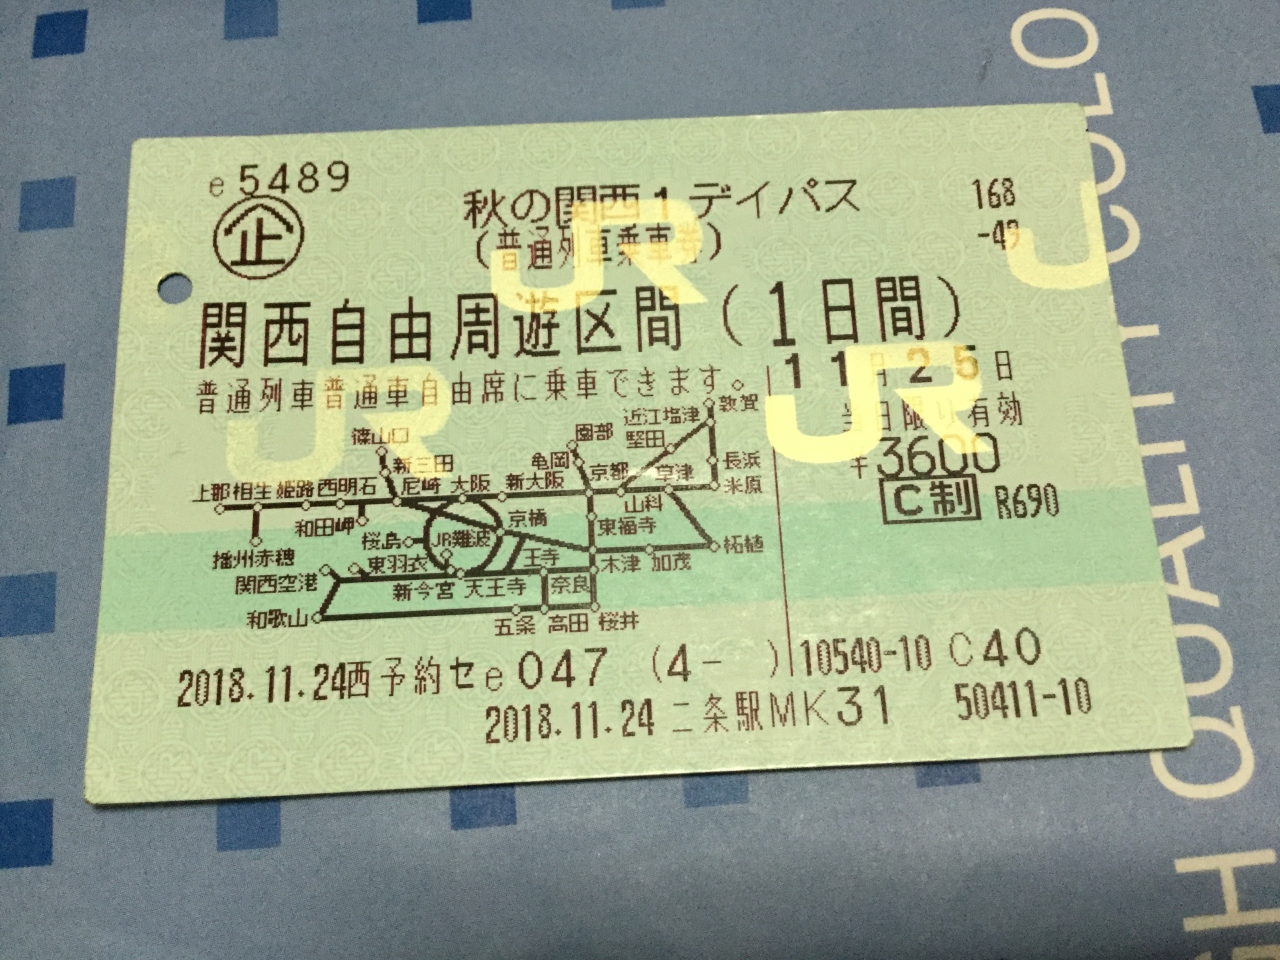 e5489
企
秋の関西1デイパス
(普通列車乗車券)
168
-49
関西自由周遊区間(1日間)
普通列車普通車自由席に乗車できます。
11月25日
当日限り有効
¥3600
C制 R690
敦賀
近江塩津
園部
堅田
篠山口
亀岡
新三田
京都
草津
長浜
上郡 相生 姫路 西明石 尼崎 大阪 新大阪
米原
山科
和田岬
京橋
東福寺
播州赤穂
桜島
JR難波
王寺
柘植
関西空港
東羽衣
木津 加茂
新今宮 天王寺
奈良
和歌山
五条 高田 桜井
2018.11.24西予約セe047 (4- ) 10540-10 C40
2018.11.24 二条駅MK31 50411-10
JR
JR
JR
J
GH QUALITY COLO